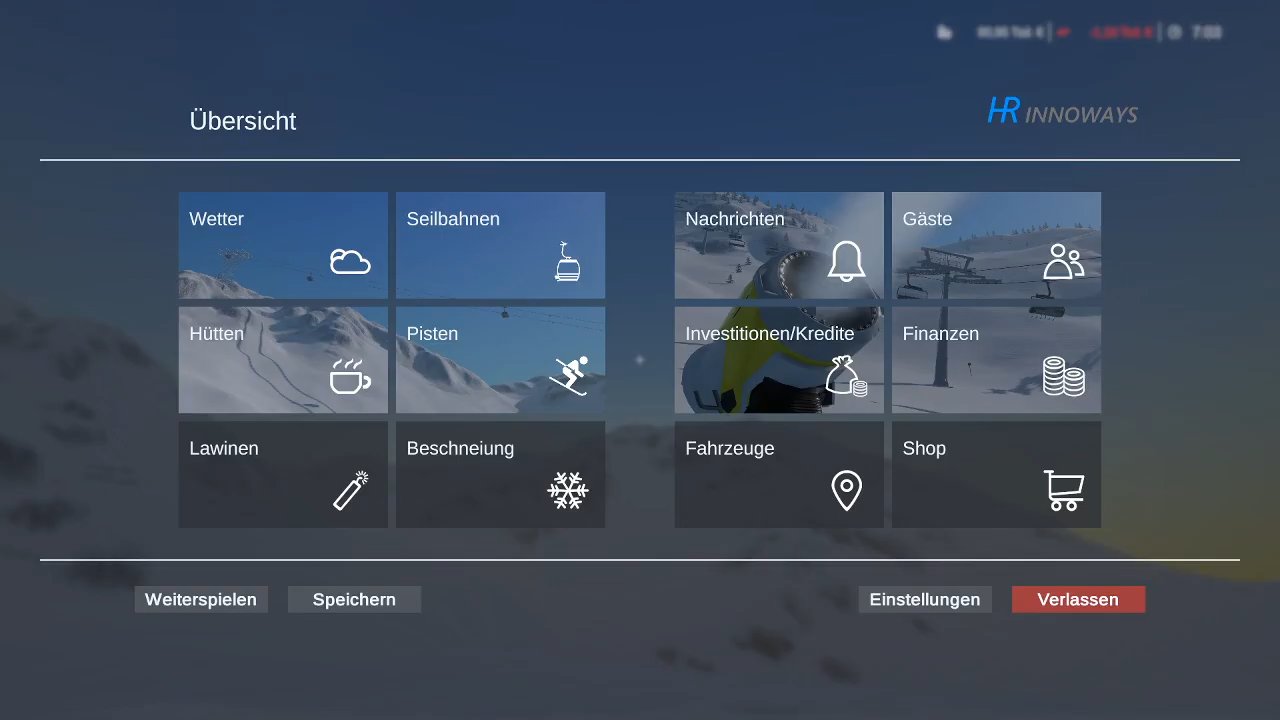 Übersicht
HR INNOWAYS
Wetter
Seilbahnen
Nachrichten
Gäste
Hütten
Pisten
Investitionen/Kredite
Finanzen
Lawinen
Beschneiung
Fahrzeuge
Shop
Weiterspielen
Speichern
Einstellungen
Verlassen